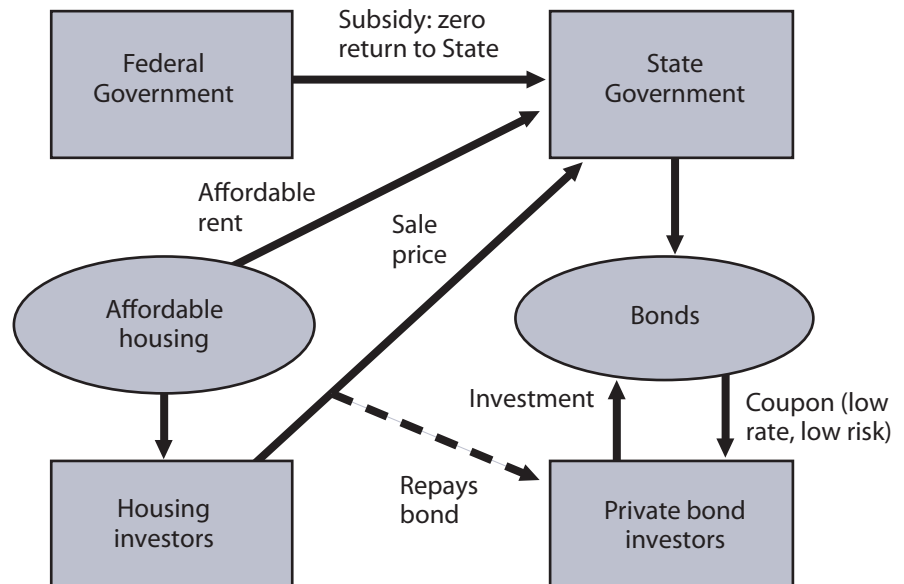 Subsidy: zero
return to State
Federal
Government
State
Government
Affordable
rent
Sale
price
Affordable
housing
Bonds
Investment
Coupon (low
rate, low risk)
Repays
bond
Housing
investors
Private bond
investors